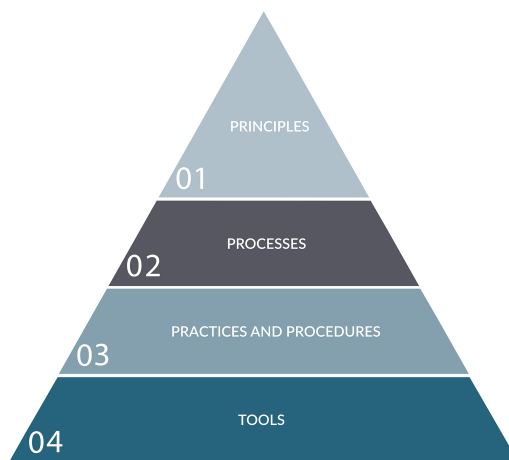 PRINCIPLES
01
PROCESSES
02
PRACTICES AND PROCEDURES
03
TOOLS
04